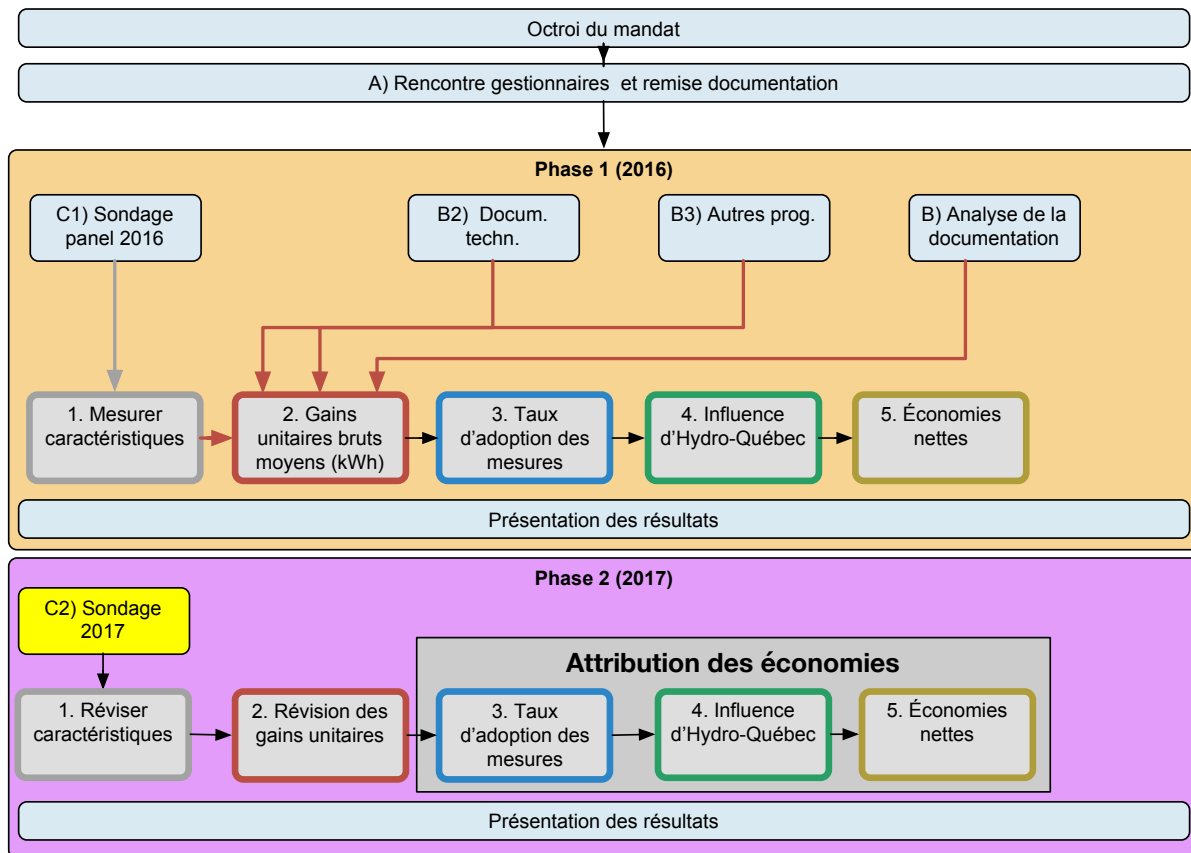 Octroi du mandat
A) Rencontre gestionnaires et remise documentation
Phase 1 (2016)
C1) Sondage
panel 2016
B2) Docum.
techn.
B3) Autres prog.
B) Analyse de la
documentation
1. Mesurer
caractéristiques
2. Gains
unitaires bruts
moyens (kWh)
3. Taux
d’adoption des
mesures
4. Influence
d’Hydro-Québec
5. Économies
nettes
Présentation des résultats
Phase 2 (2017)
C2) Sondage
2017
Attribution des économies
1. Réviser
caractéristiques
2. Révision des
gains unitaires
3. Taux
d’adoption des
mesures
4. Influence
d’Hydro-Québec
5. Économies
nettes
Présentation des résultats